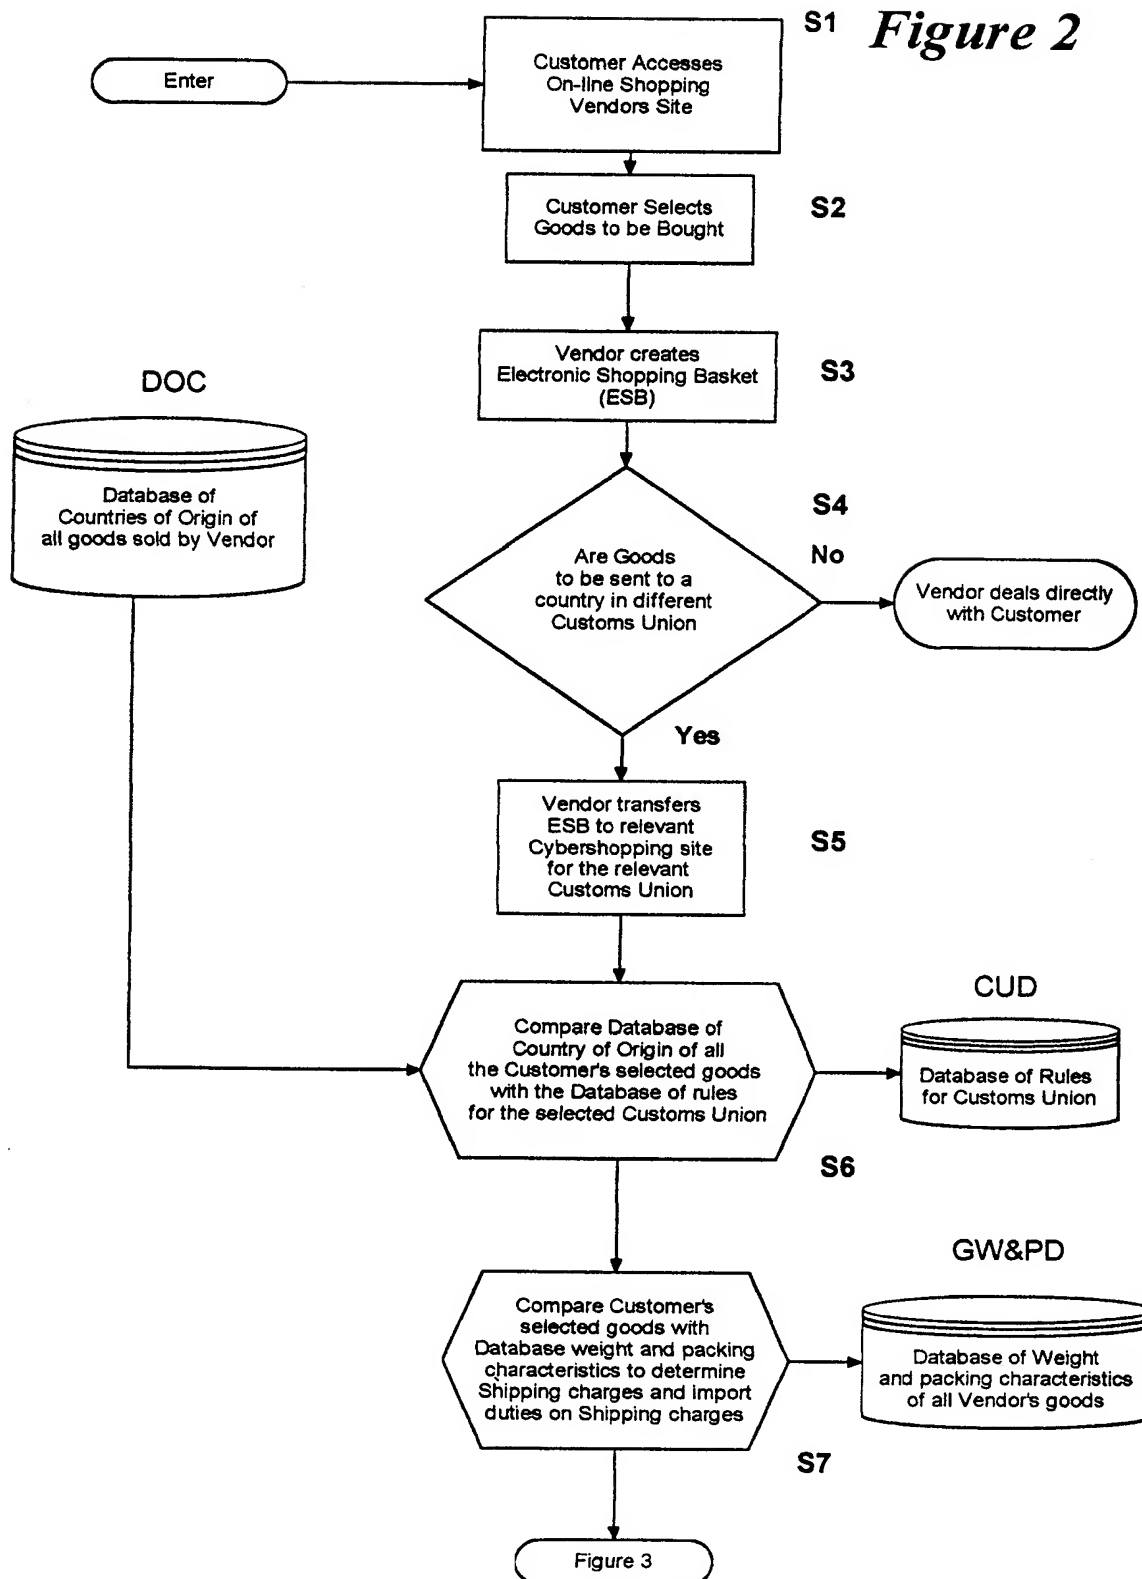 S1
Figure 2
Enter
Customer Accesses
On-line Shopping
Vendors Site
Customer Selects
Goods to be Bought
S2
Vendor creates
Electronic Shopping Basket
(ESB)
S3
DOC
Database of
Countries of Origin of
all goods sold by Vendor
S4
Are Goods
to be sent to a
country in different
Customs Union
No
Vendor deals directly
with Customer
Yes
Vendor transfers
ESB to relevant
Cybershopping site
for the relevant
Customs Union
S5
Compare Database of
Country of Origin of all
the Customer's selected goods
with the Database of rules
for the selected Customs Union
CUD
Database of Rules
for Customs Union
S6
GW&PD
Compare Customer's
selected goods with
Database weight and packing
characteristics to determine
Shipping charges and import
duties on Shipping charges
Database of Weight
and packing characteristics
of all Vendor's goods
S7
Figure 3